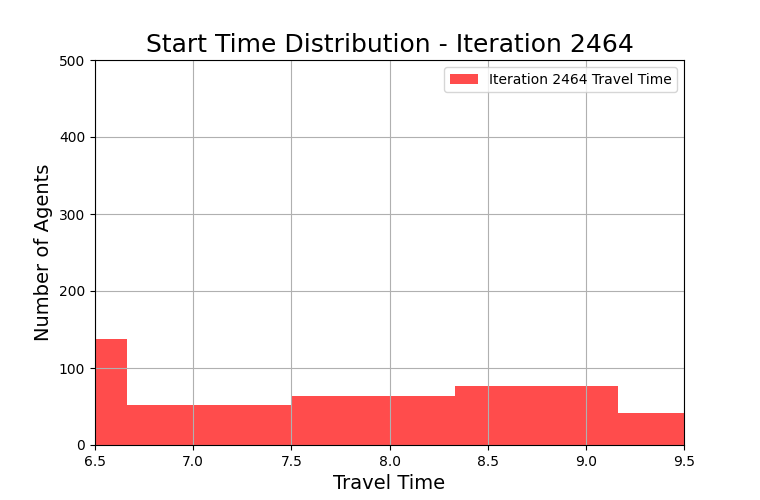 Start Time Distribution - Iteration 2464
Iteration 2464 Travel Time
Number of Agents
500
400
300
200
100
0
6.5 7.0 7.5 8.0 8.5 9.0 9.5
Travel Time